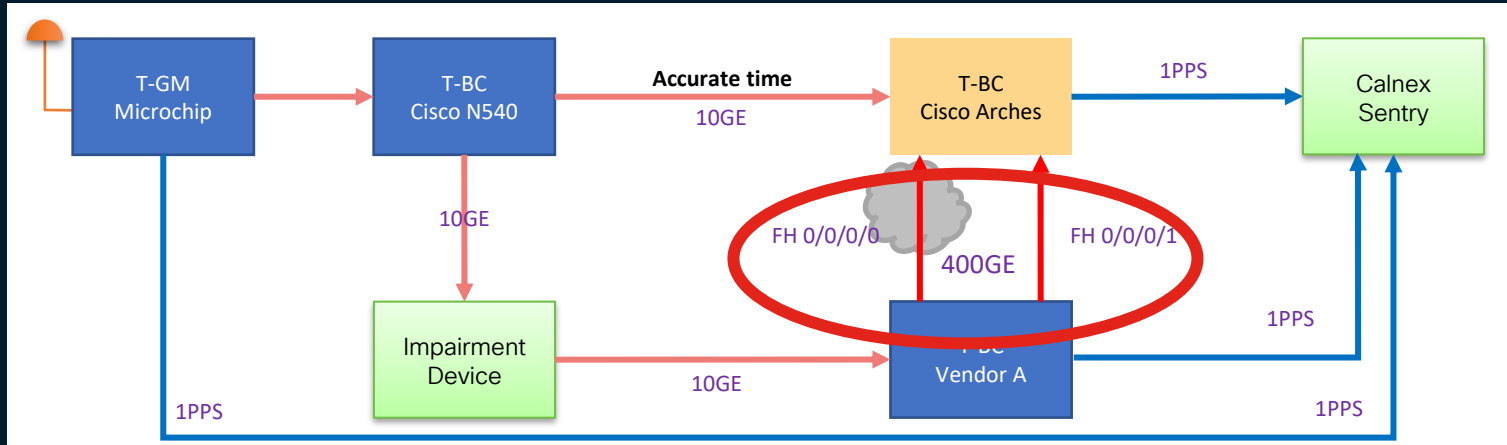 T-GM
Microchip
T-BC
Cisco N540
Accurate time
10GE
T-BC
Cisco Arches
1PPS
Calnex
Sentry
10GE
FH 0/0/0/0
FH 0/0/0/1
400GE
Impairment
Device
10GE
T-BC
Vendor A
1PPS
1PPS
1PPS